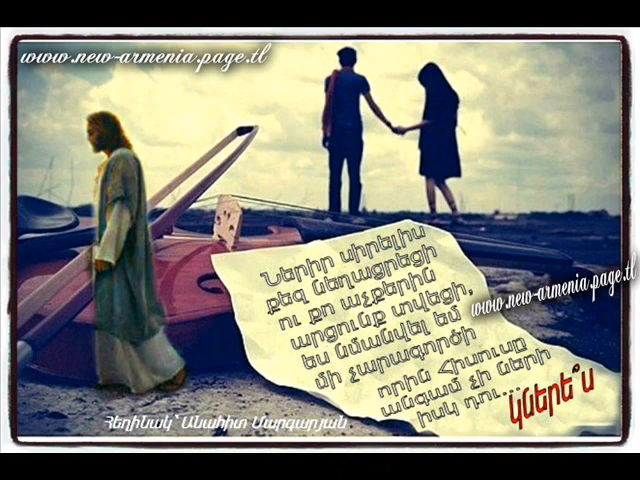 www.new-armenia.page.tl
Ներիր սիրելիս
քեզ նեղացրեցի
ու քո աչքերին
արցունք տվեցի,
ես նմանվել եմ
մի չարագործի
որին Հիսուսը
անգամ չի ների
իսկ դու...
կներե՞ս
www.new-armenia.page.tl
Հեղինակ՝ Անահիտ Մարգարյան